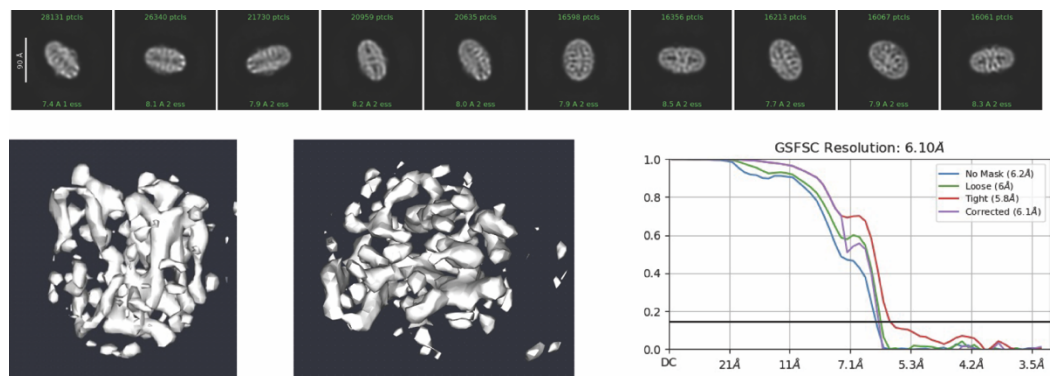 28131 ptcls 26340 ptcls 21730 ptcls 20959 ptcls 20635 ptcls 16598 ptcls 16356 ptcls 16213 ptcls 16067 ptcls 16061 ptcls
90 Å
7.4 A 1 ess 8.1 A 2 ess 7.9 A 2 ess 8.2 A 2 ess 8.0 A 2 ess 7.9 A 2 ess 8.5 A 2 ess 7.7 A 2 ess 7.9 A 2 ess 8.3 A 2 ess
GSFSC Resolution: 6.10Å
1.0
0.8
0.6
0.4
0.2
0.0
No Mask (6.2Å)
Loose (6Å)
Tight (5.8Å)
Corrected (6.1Å)
DC 21Å 11Å 7.1Å 5.3Å 4.2Å 3.5Å